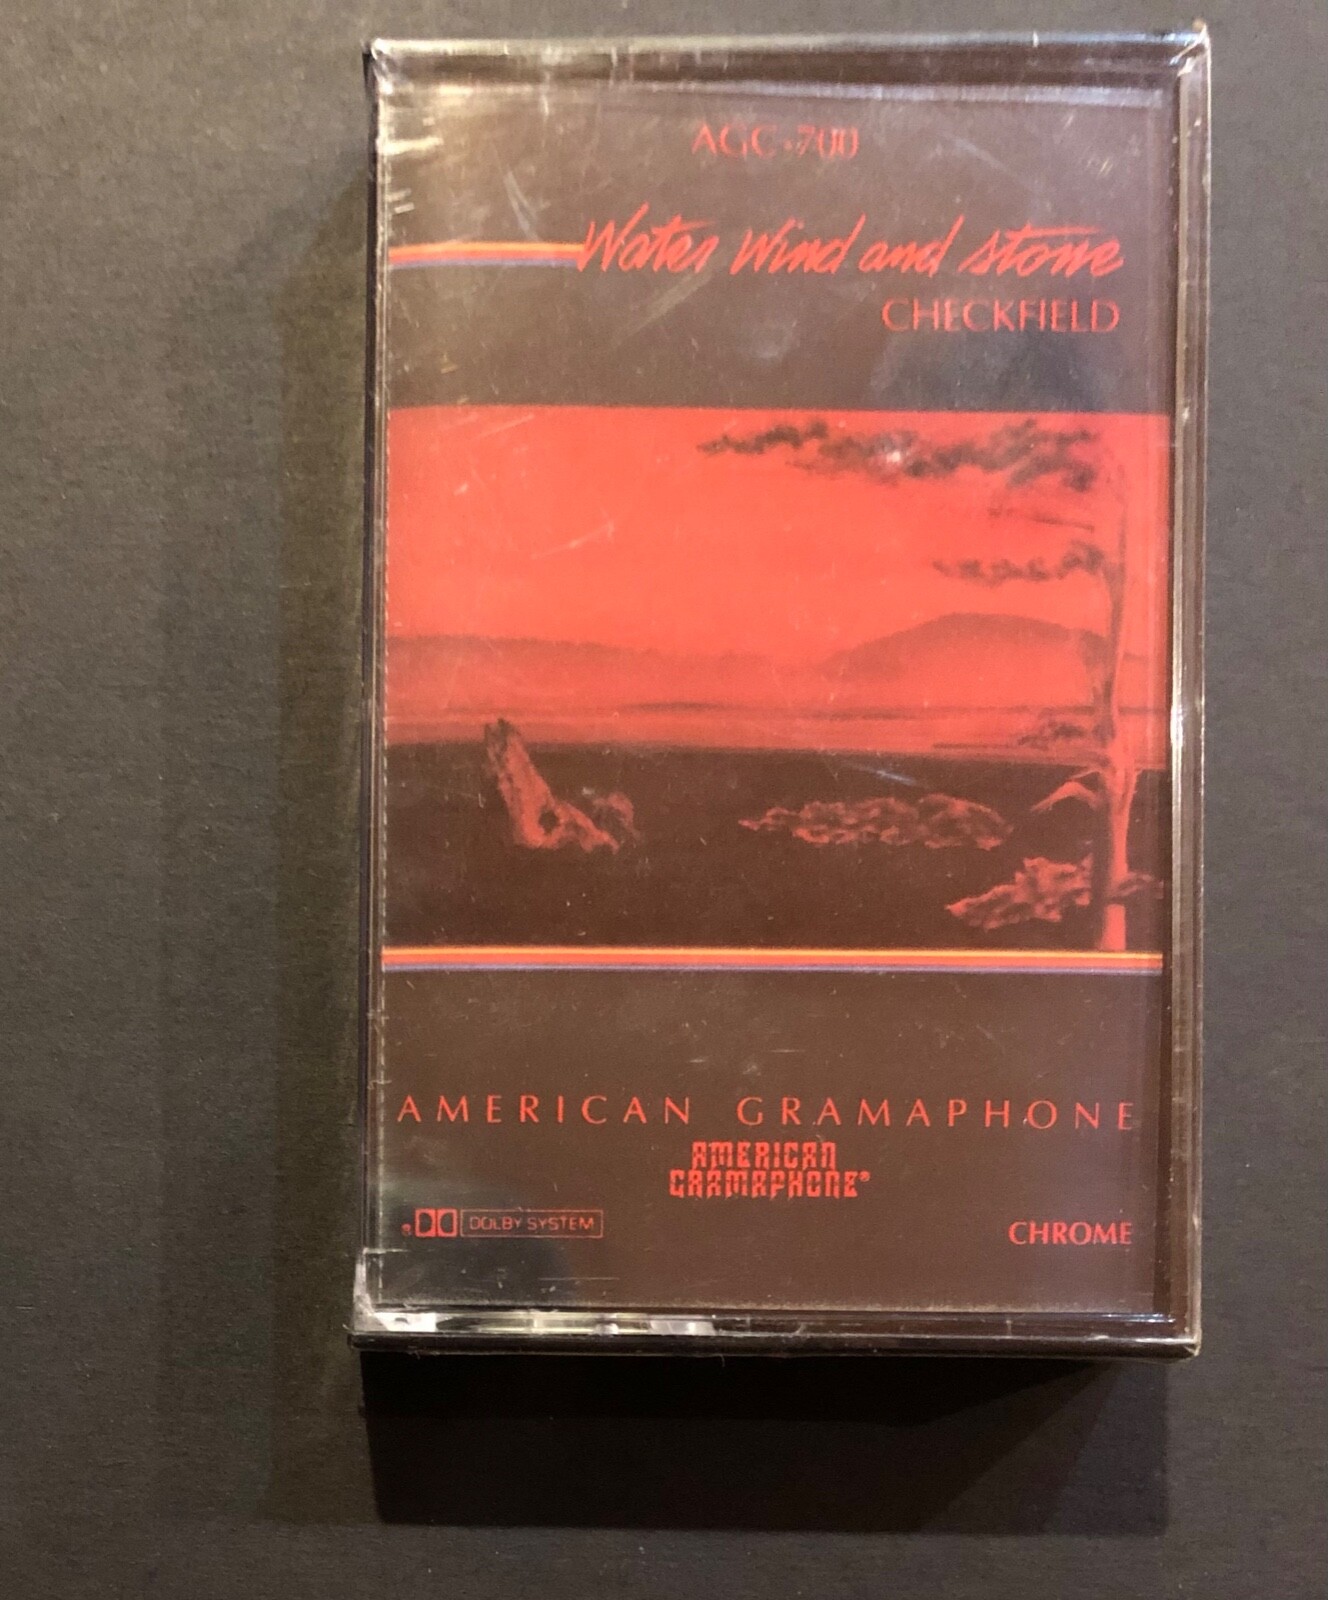 AGC-700
Water Wind and Stone
CHECKFIELD
AMERICAN GRAMAPHONE
AMERICAN
GRAMAPHONE®
® DOLBY SYSTEM
CHROME